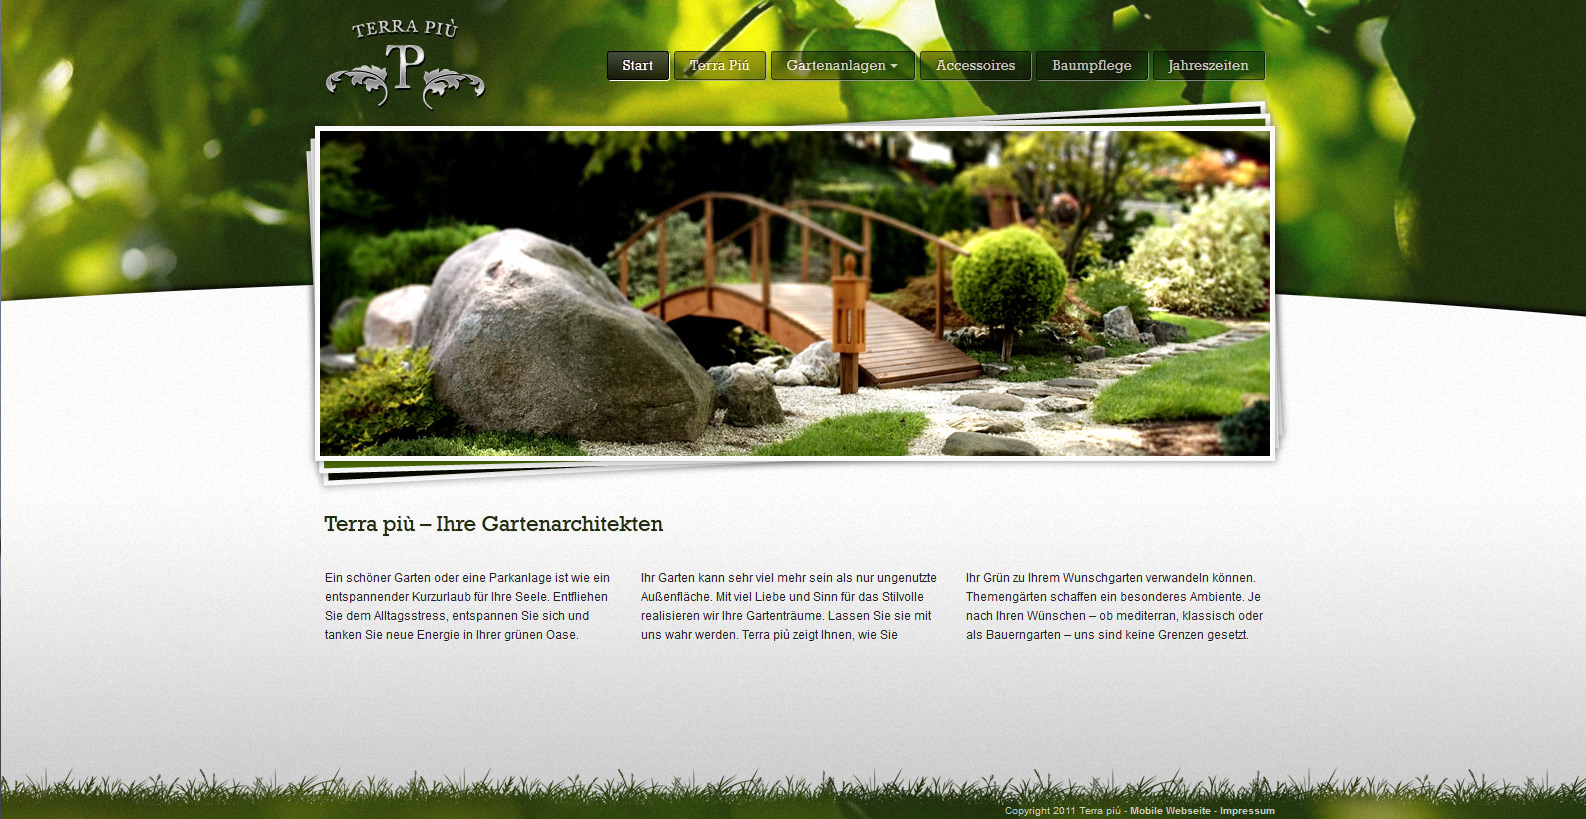 TERRA PIÙ
P
Start
Terra Piú
Gartenanlagen
Accessoires
Baumpflege
Jahreszeiten
Terra più – Ihre Gartenarchitekten
Ein schöner Garten oder eine Parkanlage ist wie ein
entspannender Kurzurlaub für Ihre Seele. Entfliehen
Sie dem Alltagsstress, entspannen Sie sich und
tanken Sie neue Energie in Ihrer grünen Oase.
Ihr Garten kann sehr viel mehr sein als nur ungenutzte
Außenfläche. Mit viel Liebe und Sinn für das Stilvolle
realisieren wir Ihre Gartenträume. Lassen Sie sie mit
uns wahr werden. Terra più zeigt Ihnen, wie Sie
Ihr Grün zu Ihrem Wunschgarten verwandeln können.
Themengärten schaffen ein besonderes Ambiente. Je
nach Ihren Wünschen – ob mediterran, klassisch oder
als Bauerngarten – uns sind keine Grenzen gesetzt.
Copyright 2011 Terra piú - Mobile Webseite - Impressum